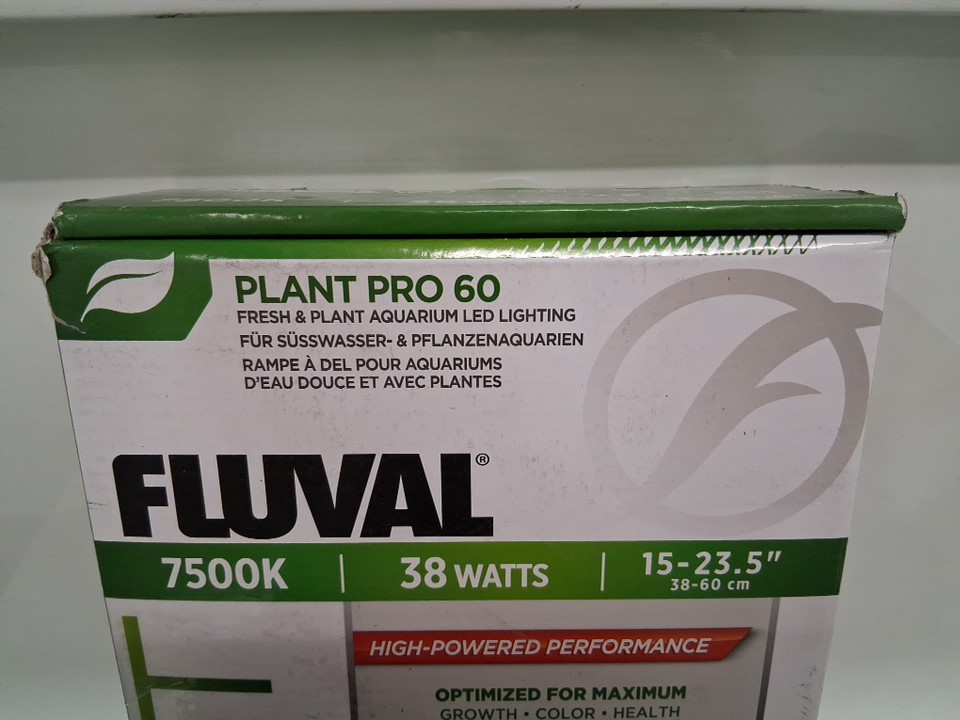 PLANT PRO 60
FRESH & PLANT AQUARIUM LED LIGHTING
FÜR SÜSSWASSER- & PFLANZENAQUARIEN
RAMPE À DEL POUR AQUARIUMS
D'EAU DOUCE ET AVEC PLANTES
FLUVAL®
7500K | 38 WATTS | 15-23.5"
38-60 cm
HIGH-POWERED PERFORMANCE
OPTIMIZED FOR MAXIMUM
GROWTH • COLOR • HEALTH